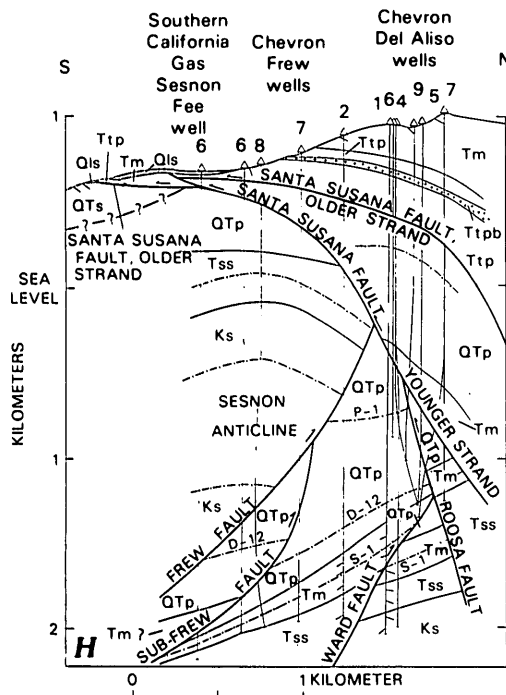 Southern
California
Gas
Sesnon
Fee
well
Chevron
Frew
wells
Chevron
Del Aliso
wells
S
N
6
6 8
7
2
1 6 4
9 5 7
1
Qls
Ttp
Tm
Qls
QTs
? ? ?
SANTA SUSANA
FAULT, OLDER
STRAND
Ttp
Tm
SANTA SUSANA FAULT,
OLDER STRAND
Ttpb
Ttp
SANTA SUSANA FAULT
YOUNGER STRAND
QTp
Tss
SEA
LEVEL
Ks
KILOMETERS
SESNON
ANTICLINE
P-1
QTp
Tm
QTp
QTp
Tm
1
Ks
QTp
D-12
D-12
QTp
FREW FAULT
SUB-FREW FAULT
QTp
QTp
Tm
S-1
Tm
S-1
Tss
ROOSA FAULT
Tss
Ks
WARD FAULT
Tss
Tm ?
2
H
0
1 KILOMETER